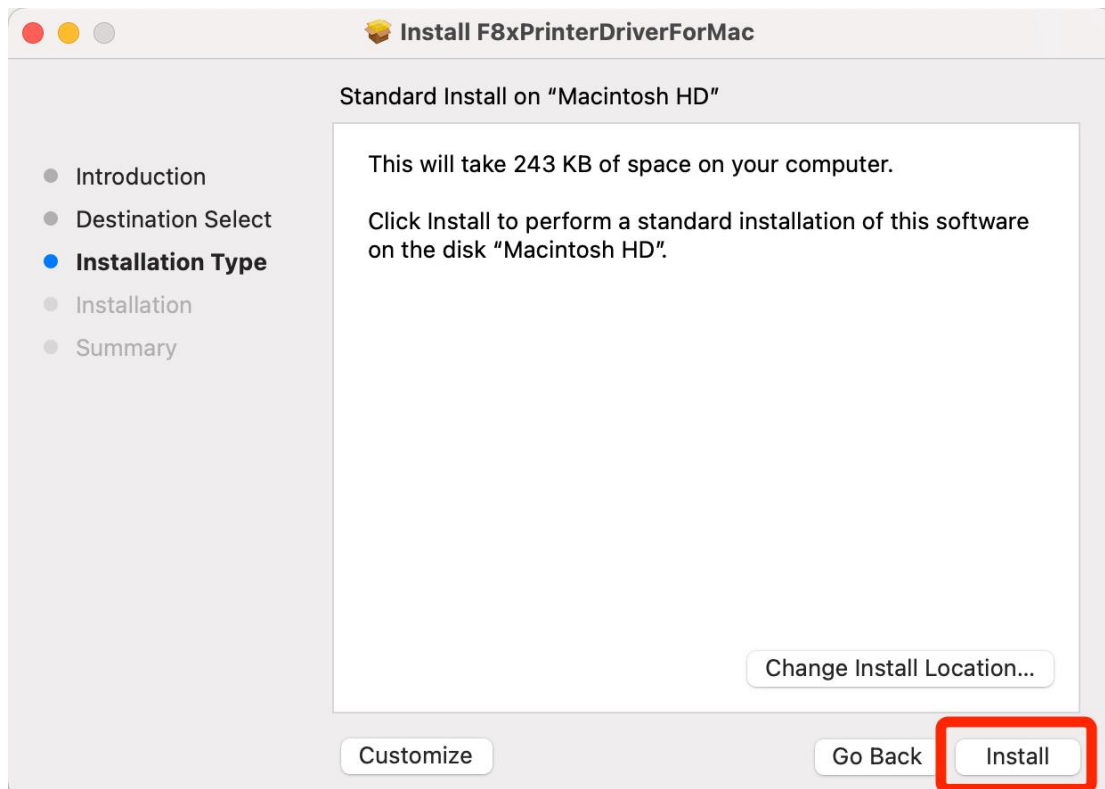 Install F8xPrinterDriverForMac
Standard Install on “Macintosh HD”
Introduction
Destination Select
Installation Type
Installation
Summary
This will take 243 KB of space on your computer.
Click Install to perform a standard installation of this software
on the disk “Macintosh HD”.
Change Install Location...
Customize
Go Back
Install